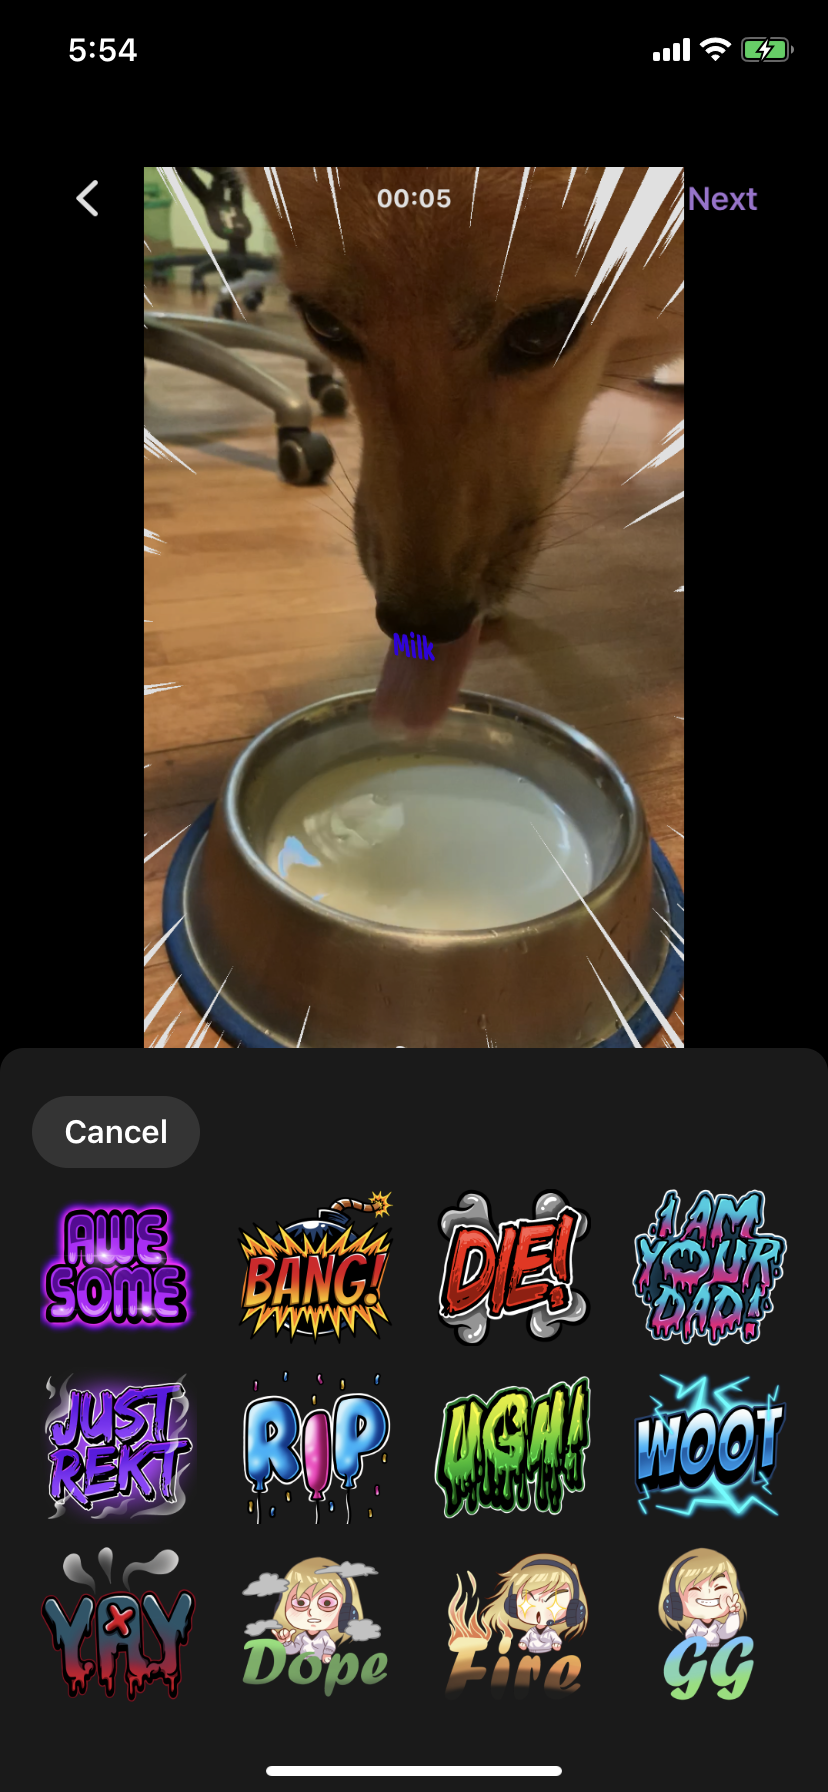 5:54
00:05
Next
Milk
Cancel
AWE
SOME
BANG!
DIE!
I AM
YOUR
DAD!
JUST
REKT
RIP
UGH!
WOOT
YAY
Dope
Fire
GG